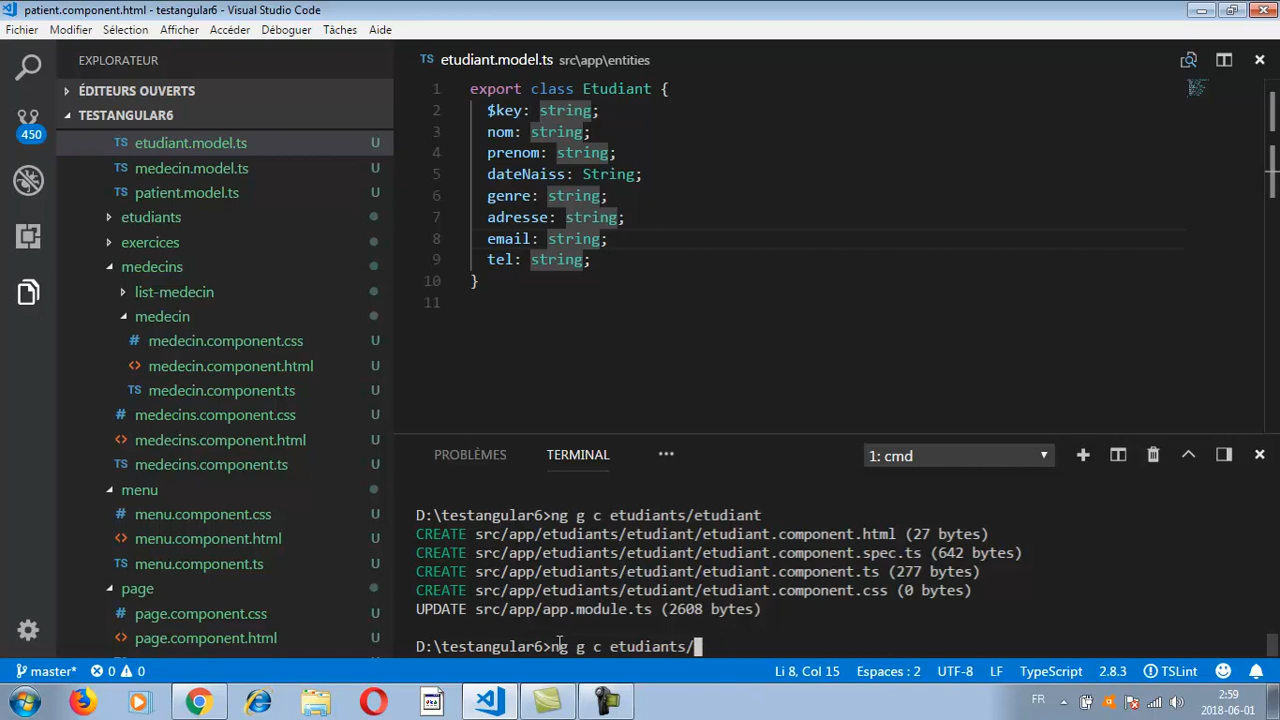 patient.component.html - testangular6 - Visual Studio Code
Fichier Modifier Sélection Afficher Accéder Déboguer Tâches Aide
EXPLORATEUR
ÉDITEURS OUVERTS
TESTANGULAR6
TS etudiant.model.ts U
TS medecin.model.ts U
TS patient.model.ts U
etudiants
exercices
medecins
list-medecin
medecin
# medecin.component.css U
<> medecin.component.html U
TS medecin.component.ts U
# medecins.component.css U
<> medecins.component.html U
TS medecins.component.ts U
menu
# menu.component.css U
<> menu.component.html U
TS menu.component.ts U
page
# page.component.css U
<> page.component.html U
450
TS etudiant.model.ts src\app\entities
1 export class Etudiant {
2 $key: string;
3 nom: string;
4 prenom: string;
5 dateNaiss: String;
6 genre: string;
7 adresse: string;
8 email: string;
9 tel: string;
10 }
11
PROBLÈMES TERMINAL ••• 1: cmd
D:\testangular6>ng g c etudiants/etudiant
CREATE src/app/etudiants/etudiant/etudiant.component.html (27 bytes)
CREATE src/app/etudiants/etudiant/etudiant.component.spec.ts (642 bytes)
CREATE src/app/etudiants/etudiant/etudiant.component.ts (277 bytes)
CREATE src/app/etudiants/etudiant/etudiant.component.css (0 bytes)
UPDATE src/app/app.module.ts (2608 bytes)
D:\testangular6>ng g c etudiants/
master* 0 0 Li 8, Col 15 Espaces : 2 UTF-8 LF TypeScript 2.8.3 TSLint
FR 2:59
2018-06-01